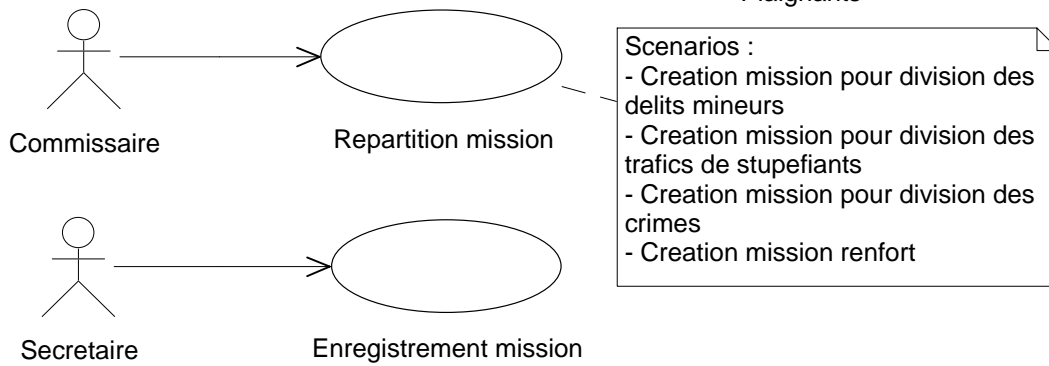 Scenarios :
- Creation mission pour division des
delits mineurs
- Creation mission pour division des
trafics de stupefiants
- Creation mission pour division des
crimes
- Creation mission renfort
Commissaire
Repartition mission
Secretaire
Enregistrement mission